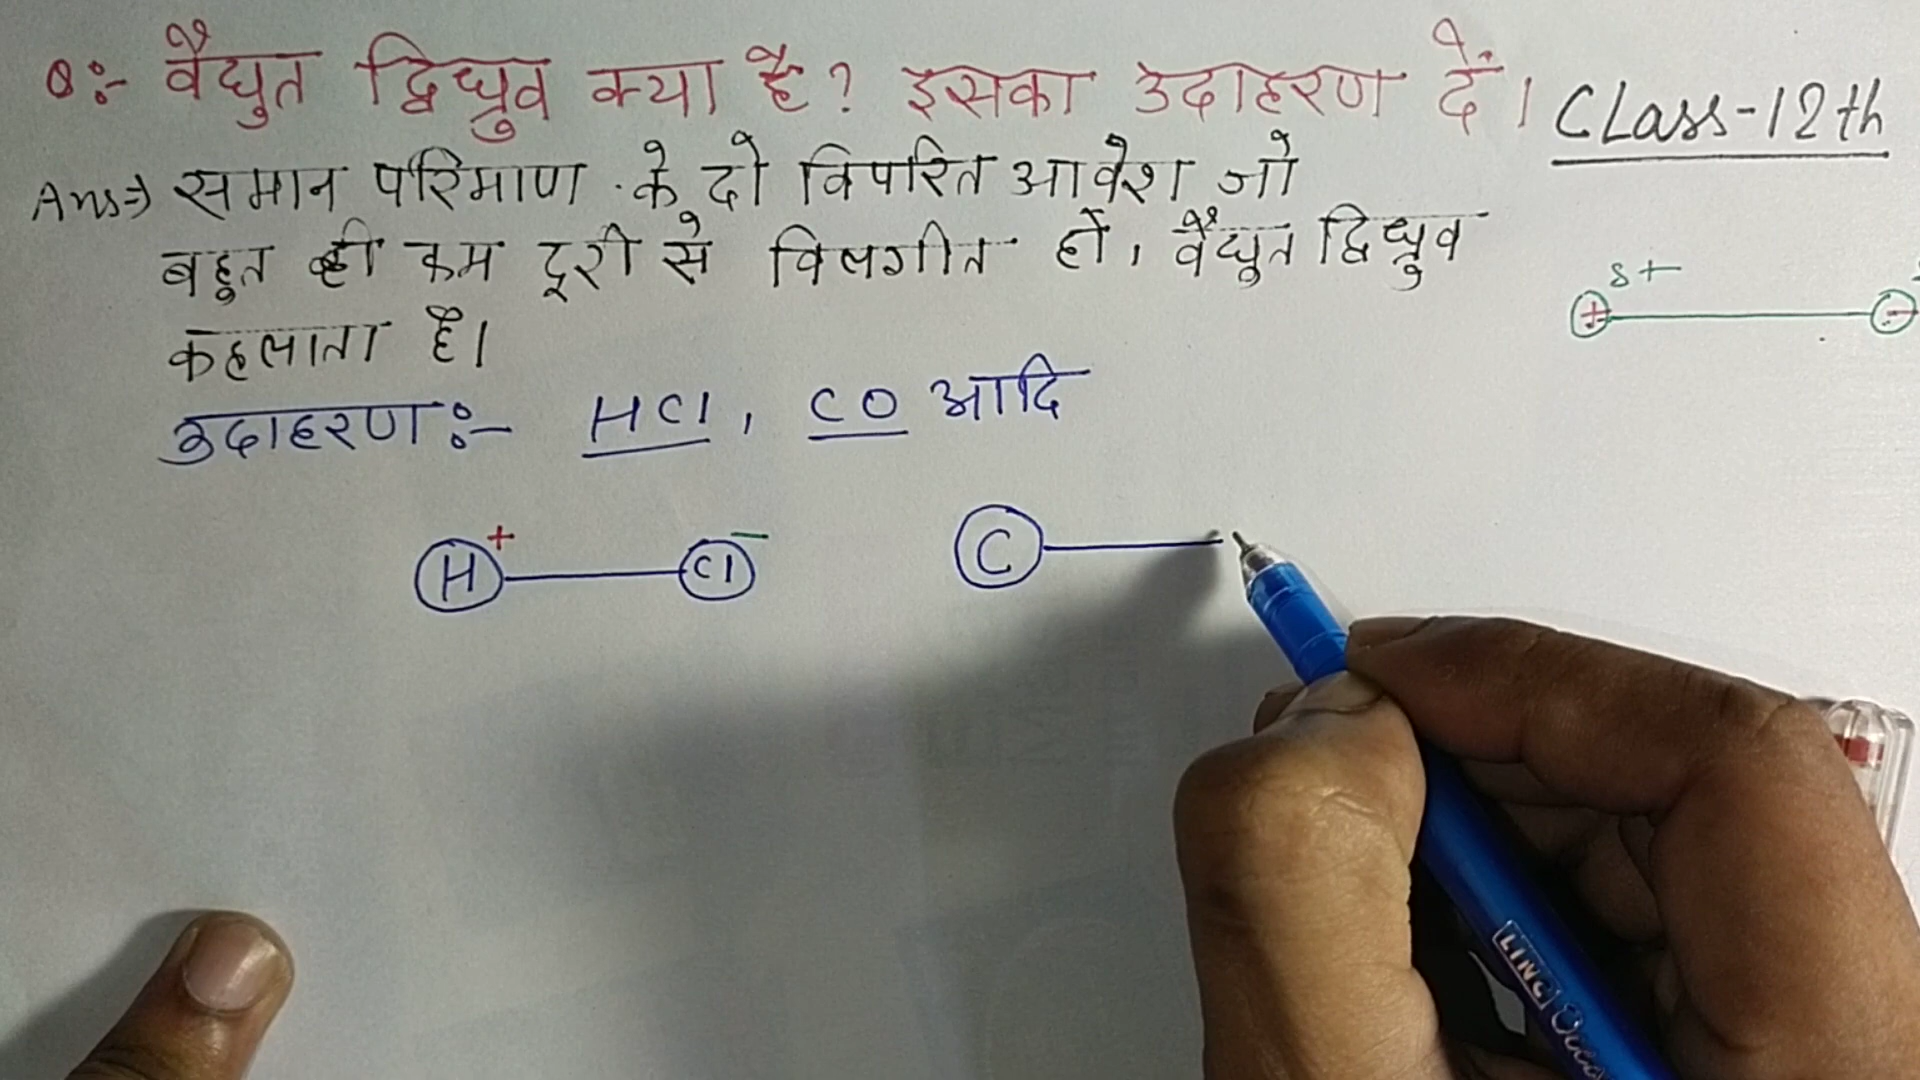 Q:- वैद्युत द्विध्रुव क्या है? इसका उदाहरण दें।
CLass-12th
Ans⇒ समान परिमाण के दो विपरित आवेश जो
बहुत ही कम दूरी से विलगीत हों, वैद्युत द्विध्रुव
कहलाता है।
δ+
+ -
उदाहरण:- HCl, CO आदि
H + Cl -
C
LINC